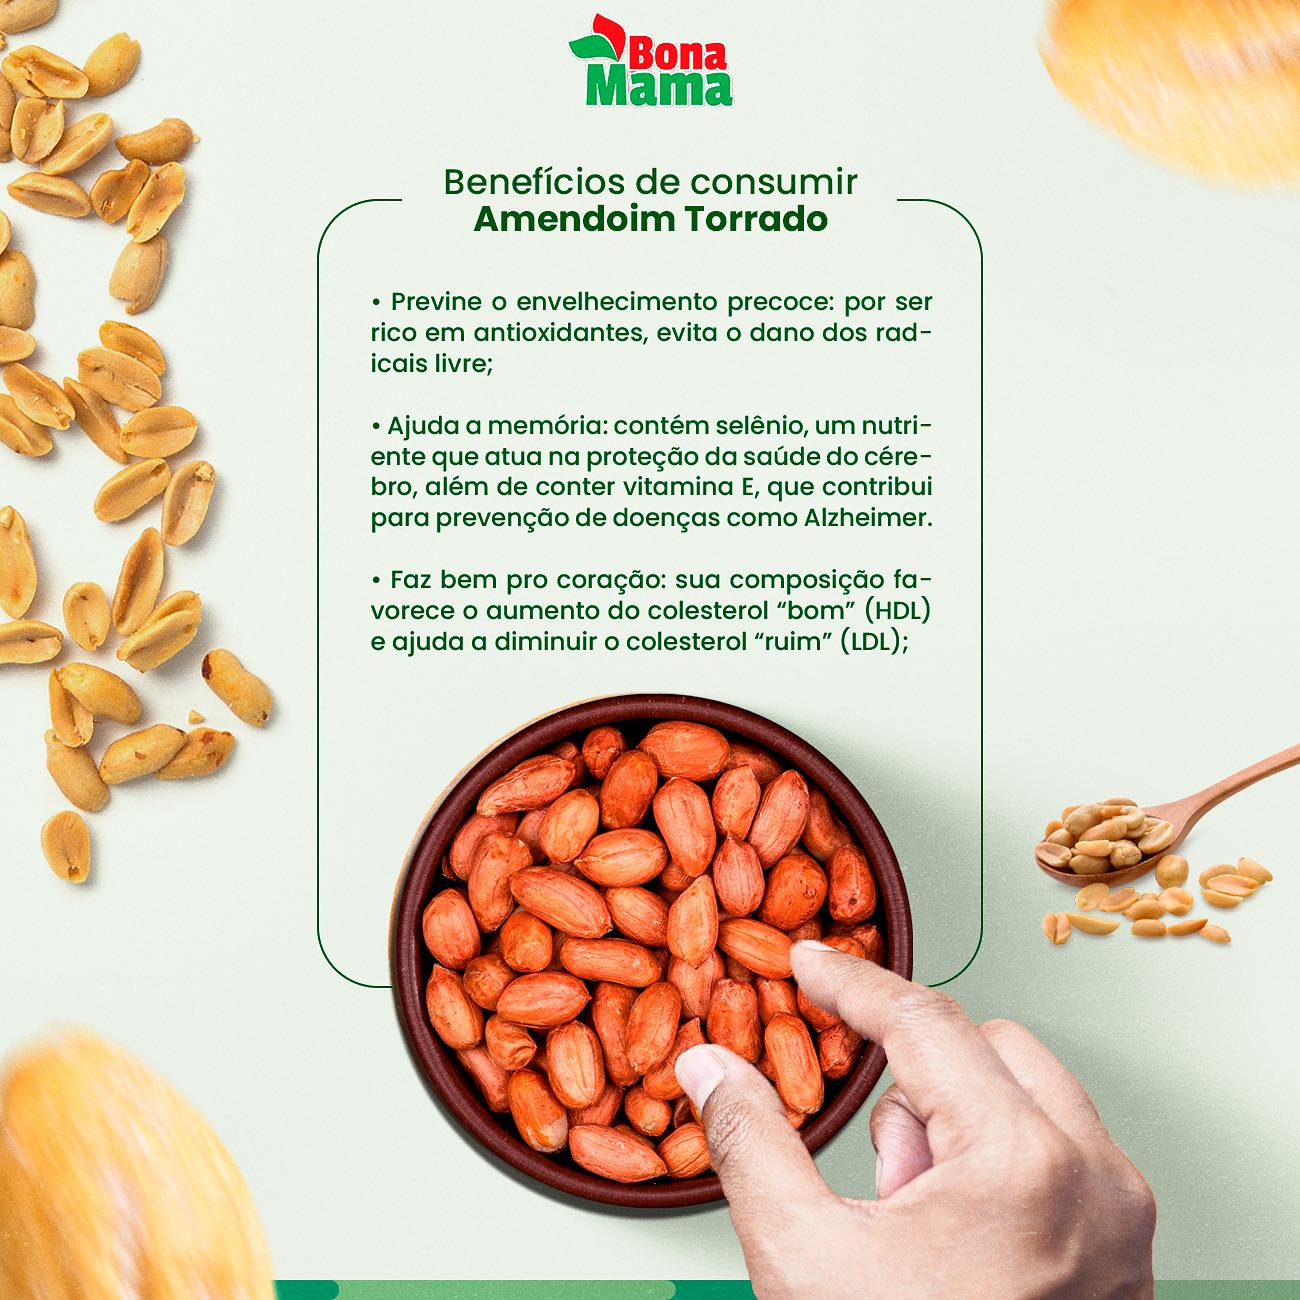 Bona
Mama
Benefícios de consumir
Amendoim Torrado
• Previne o envelhecimento precoce: por ser
rico em antioxidantes, evita o dano dos rad-
icais livre;
• Ajuda a memória: contém selênio, um nutri-
ente que atua na proteção da saúde do cére-
bro, além de conter vitamina E, que contribui
para prevenção de doenças como Alzheimer.
• Faz bem pro coração: sua composição fa-
vorece o aumento do colesterol “bom” (HDL)
e ajuda a diminuir o colesterol “ruim” (LDL);